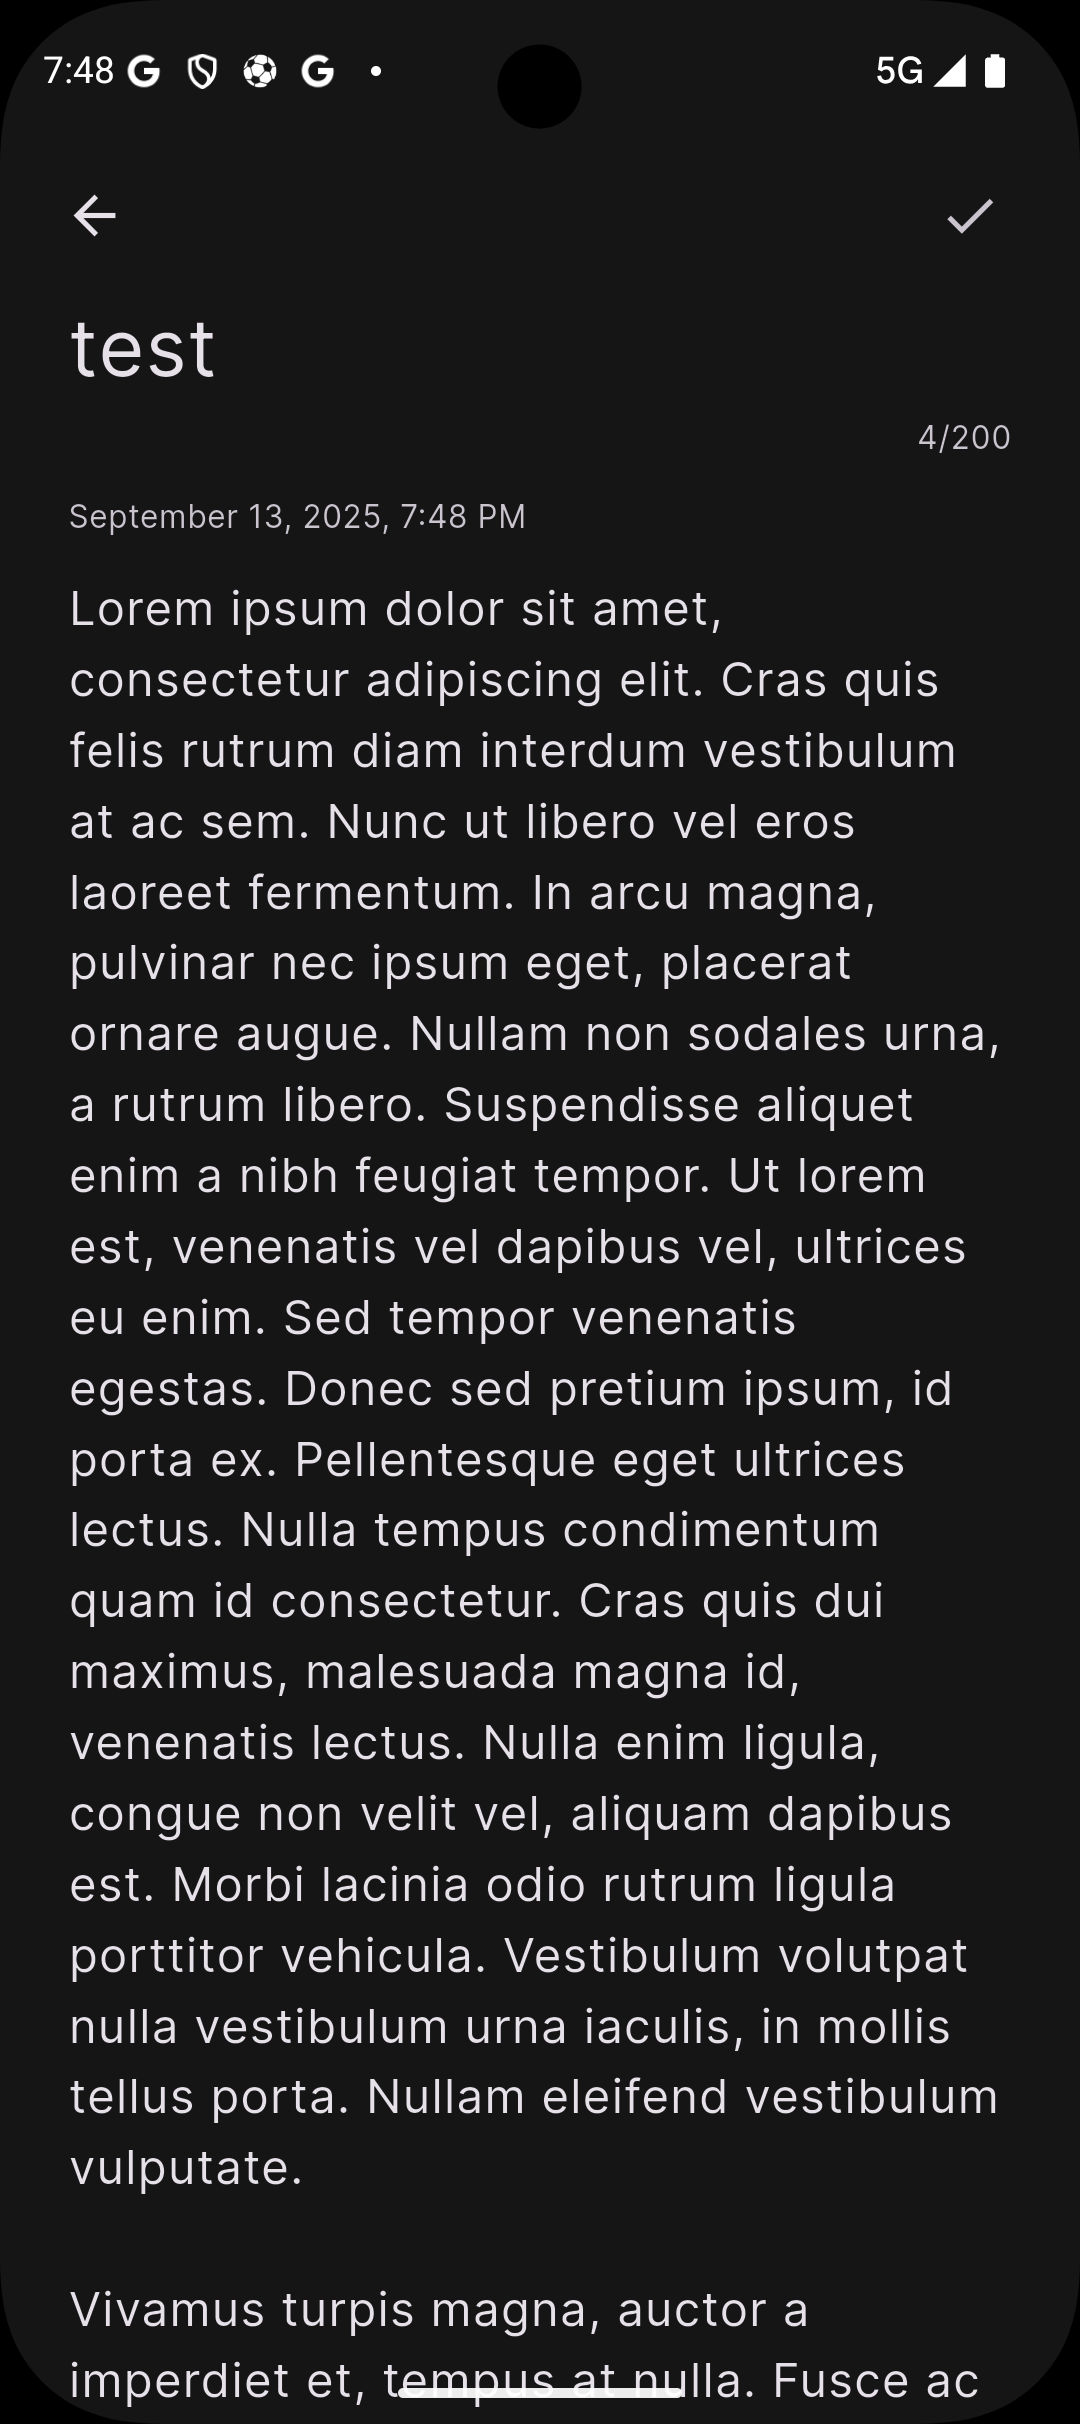 7:48
5G
test
4/200
September 13, 2025, 7:48 PM
Lorem ipsum dolor sit amet,
consectetur adipiscing elit. Cras quis
felis rutrum diam interdum vestibulum
at ac sem. Nunc ut libero vel eros
laoreet fermentum. In arcu magna,
pulvinar nec ipsum eget, placerat
ornare augue. Nullam non sodales urna,
a rutrum libero. Suspendisse aliquet
enim a nibh feugiat tempor. Ut lorem
est, venenatis vel dapibus vel, ultrices
eu enim. Sed tempor venenatis
egestas. Donec sed pretium ipsum, id
porta ex. Pellentesque eget ultrices
lectus. Nulla tempus condimentum
quam id consectetur. Cras quis dui
maximus, malesuada magna id,
venenatis lectus. Nulla enim ligula,
congue non velit vel, aliquam dapibus
est. Morbi lacinia odio rutrum ligula
porttitor vehicula. Vestibulum volutpat
nulla vestibulum urna iaculis, in mollis
tellus porta. Nullam eleifend vestibulum
vulputate.
Vivamus turpis magna, auctor a
imperdiet et, tempus at nulla. Fusce ac